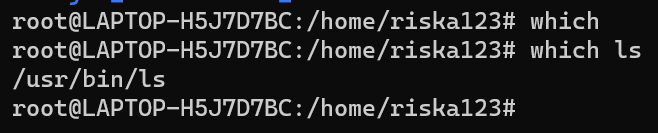 root@LAPTOP-H5J7D7BC:/home/riska123# which
root@LAPTOP-H5J7D7BC:/home/riska123# which ls
/usr/bin/ls
root@LAPTOP-H5J7D7BC:/home/riska123#